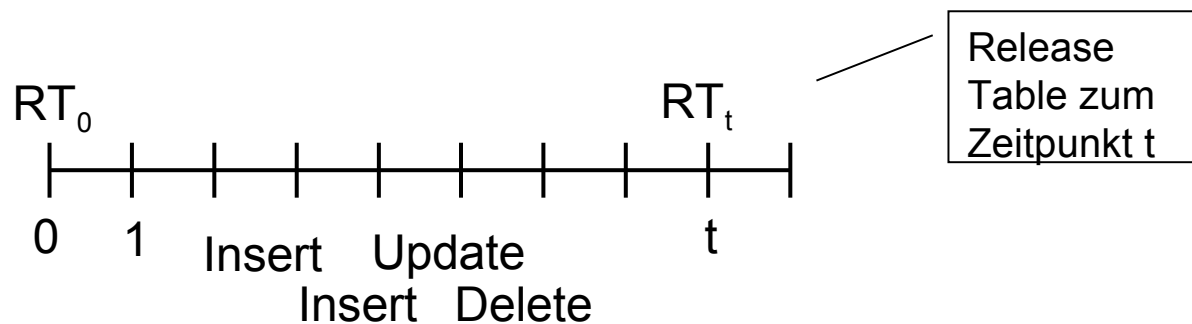 Release
Table zum
Zeitpunkt t
RT₀
RTₜ
0 1 t
Insert Update
Insert Delete